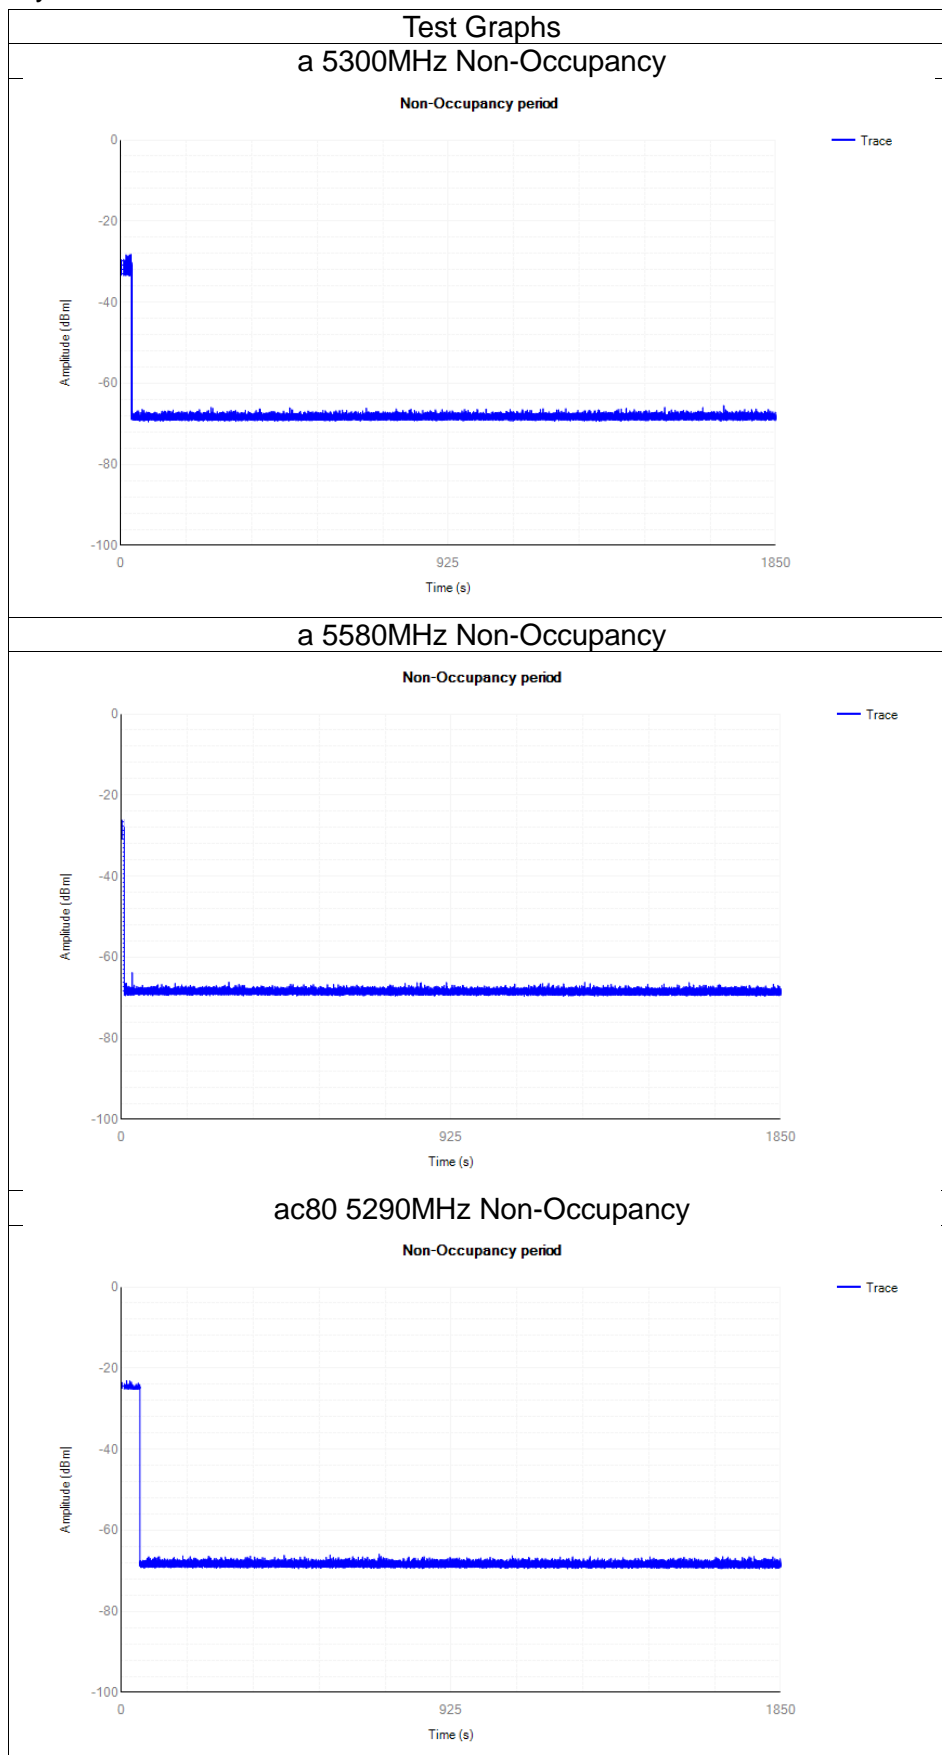 Test Graphs
a 5300MHz Non-Occupancy
Non-Occupancy period
Trace
0
-20
-40
-60
-80
-100
Amplitude [dBm]
0 925 1850
Time (s)
a 5580MHz Non-Occupancy
Non-Occupancy period
Trace
0
-20
-40
-60
-80
-100
Amplitude [dBm]
0 925 1850
Time (s)
ac80 5290MHz Non-Occupancy
Non-Occupancy period
Trace
0
-20
-40
-60
-80
-100
Amplitude [dBm]
0 925 1850
Time (s)